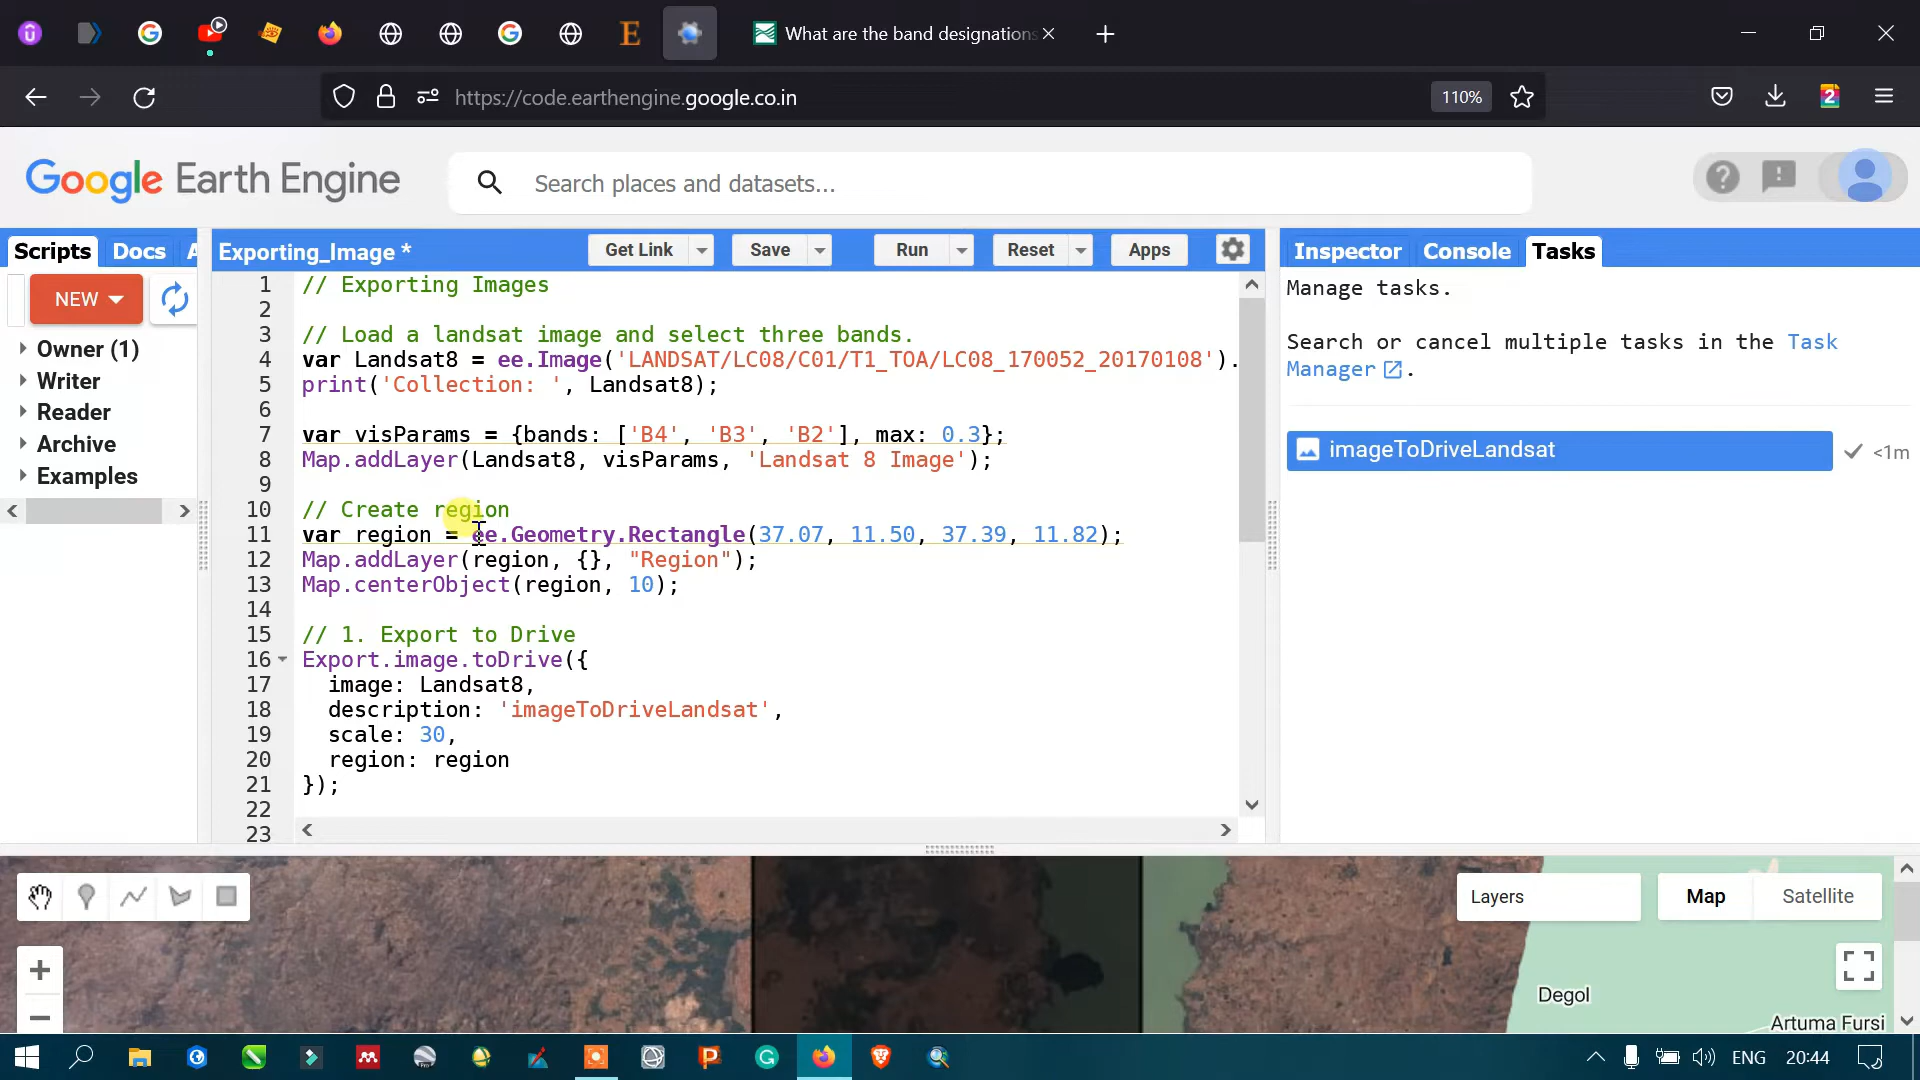 What are the band designations
https://code.earthengine.google.co.in
110%
2
Google Earth Engine
Search places and datasets...
Scripts Docs A
Exporting_Image *
Get Link
Save
Run
Reset
Apps
Inspector Console Tasks
NEW
Owner (1)
Writer
Reader
Archive
Examples
1 // Exporting Images
2
3 // Load a landsat image and select three bands.
4 var Landsat8 = ee.Image('LANDSAT/LC08/C01/T1_TOA/LC08_170052_20170108').
5 print('Collection: ', Landsat8);
6
7 var visParams = {bands: ['B4', 'B3', 'B2'], max: 0.3};
8 Map.addLayer(Landsat8, visParams, 'Landsat 8 Image');
9
10 // Create region
11 var region = ee.Geometry.Rectangle(37.07, 11.50, 37.39, 11.82);
12 Map.addLayer(region, {}, "Region");
13 Map.centerObject(region, 10);
14
15 // 1. Export to Drive
16 Export.image.toDrive({
17 image: Landsat8,
18 description: 'imageToDriveLandsat',
19 scale: 30,
20 region: region
21 });
22
23
Manage tasks.
Search or cancel multiple tasks in the Task
Manager .
imageToDriveLandsat
<1m
Layers
Map Satellite
Degol
Artuma Fursi
ENG
20:44